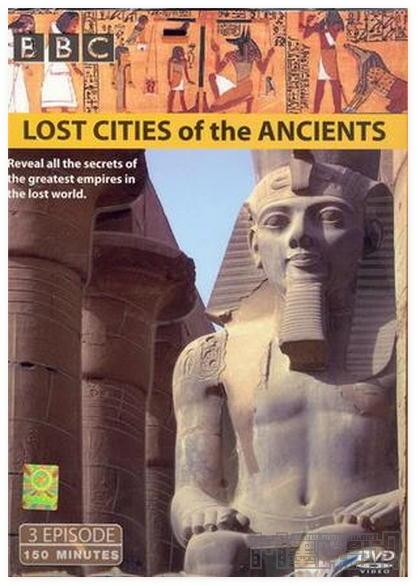 BBC
LOST CITIES of the ANCIENTS
Reveal all the secrets of
the greatest empires in
the lost world.
3 EPISODE
150 MINUTES
DVD
VIDEO